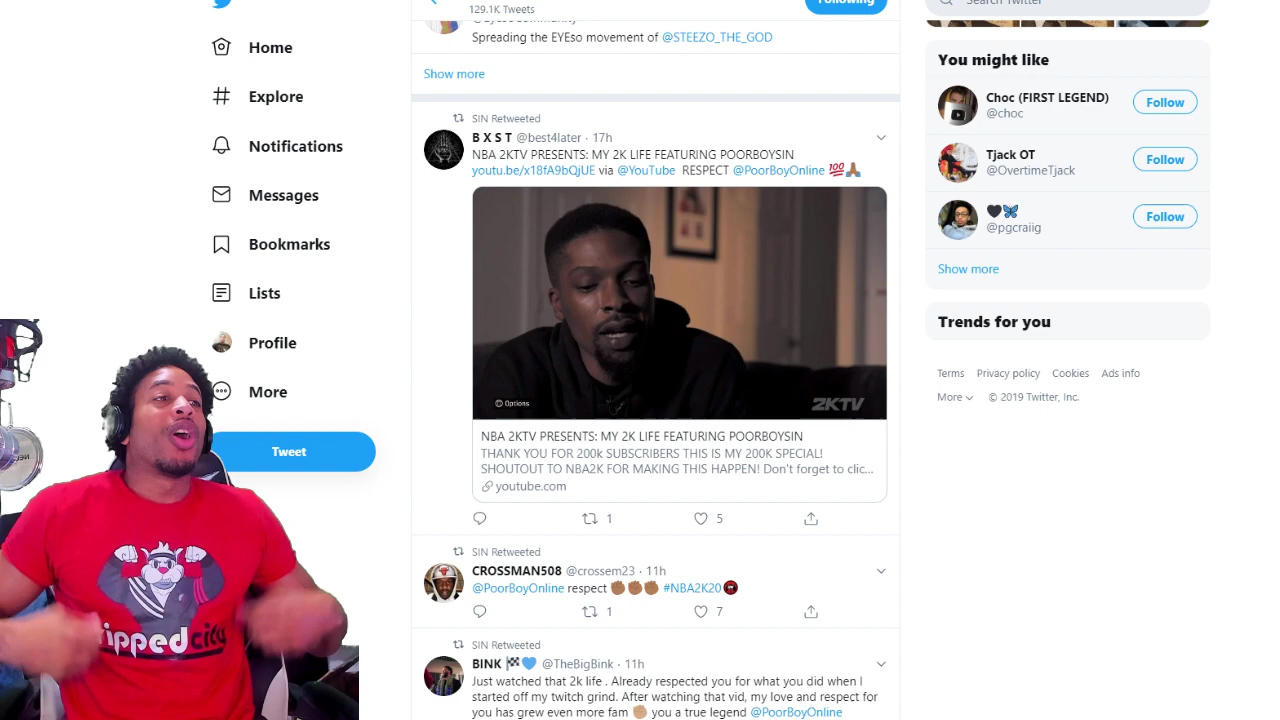 Home
Explore
Notifications
Messages
Bookmarks
Lists
Profile
More
Tweet
129.1K Tweets
Following
Spreading the EYEso movement of @STEEZO_THE_GOD
Show more
SIN Retweeted
B X S T @best4later · 17h
NBA 2KTV PRESENTS: MY 2K LIFE FEATURING POORBOYSIN
youtu.be/x18fA9bQjUE via @YouTube RESPECT @PoorBoyOnline 💯🙏🏽
Options
2KTV
NBA 2KTV PRESENTS: MY 2K LIFE FEATURING POORBOYSIN
THANK YOU FOR 200k SUBSCRIBERS THIS IS MY 200K SPECIAL!
SHOUTOUT TO NBA2K FOR MAKING THIS HAPPEN! Don't forget to clic...
youtube.com
1 5
SIN Retweeted
CROSSMAN508 @crossem23 · 11h
@PoorBoyOnline respect ✊🏾✊🏾✊🏾 #NBA2K20
1 7
SIN Retweeted
BINK 🏁💙 @TheBigBink · 11h
Just watched that 2k life . Already respected you for what you did when I
started off my twitch grind. After watching that vid, my love and respect for
you has grew even more fam ✊🏼 you a true legend @PoorBoyOnline
Search Twitter
You might like
Choc (FIRST LEGEND)
@choc
Follow
Tjack OT
@OvertimeTjack
Follow
🖤🦋
@pgcraiig
Follow
Show more
Trends for you
Terms Privacy policy Cookies Ads info
More © 2019 Twitter, Inc.
rippedcity